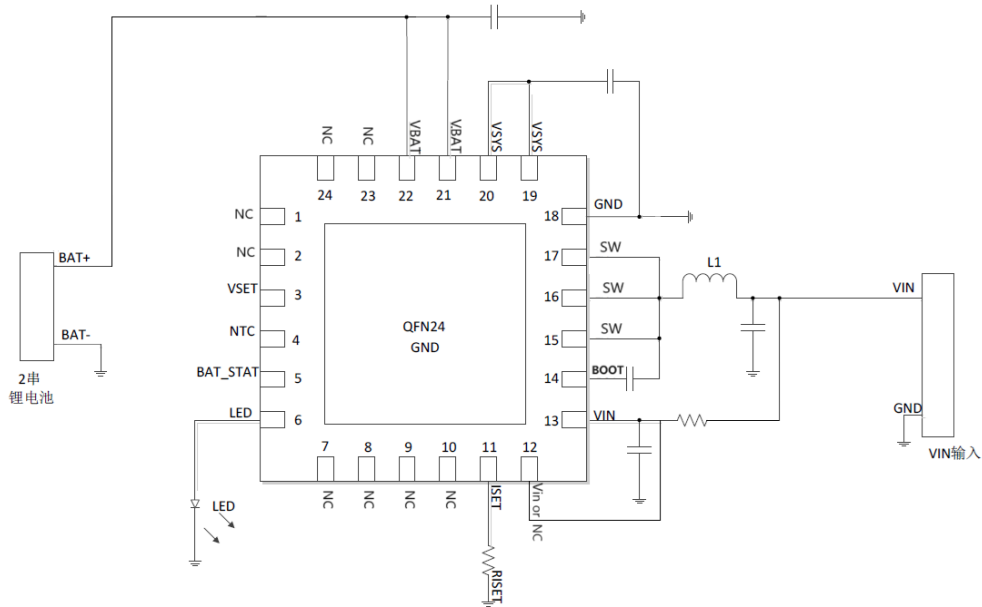 NC
NC
VBAT
VBAT
VSYS
VSYS
24
23
22
21
20
19
NC 1
18 GND
NC 2
17 SW
BAT+
VSET 3
16 SW
L1
VIN
BAT-
NTC 4
15 SW
QFN24
GND
2串
锂电池
BAT_STAT 5
14 BOOT
LED 6
13 VIN
GND
VIN输入
7
8
9
10
11
12
NC
NC
NC
NC
ISET
Vin or NC
LED
RISET